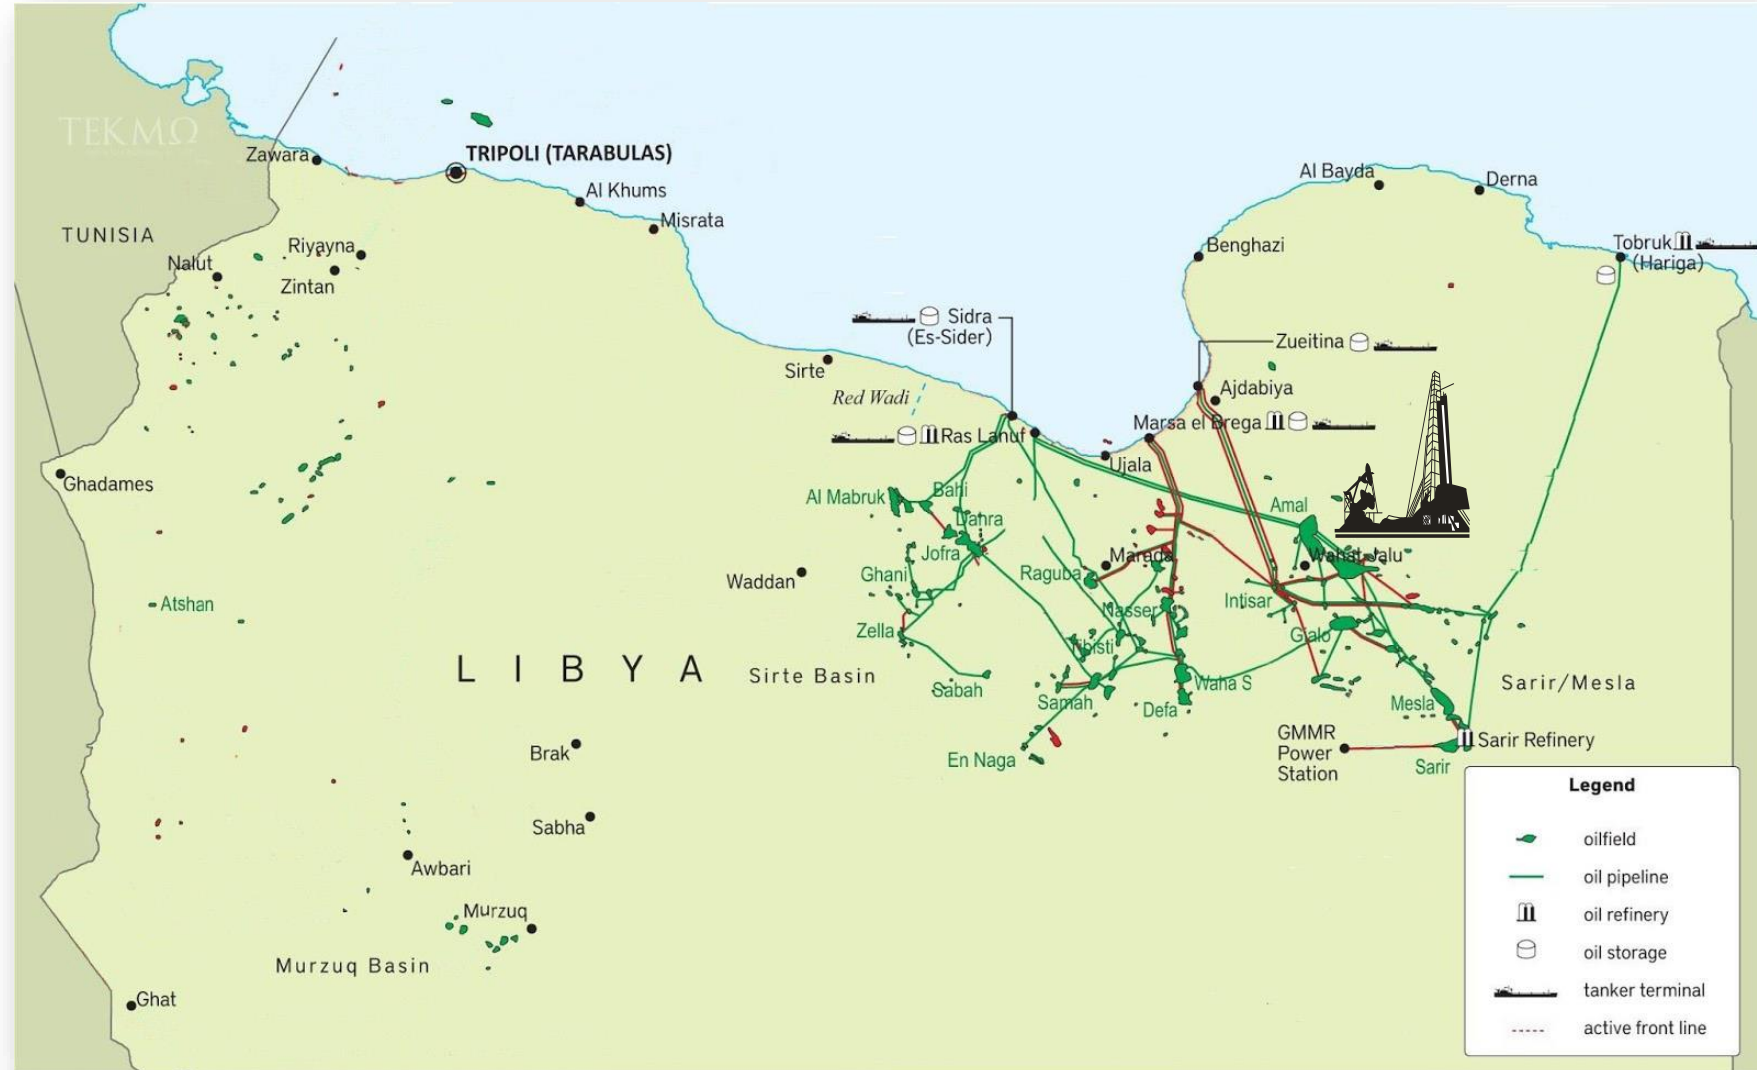 TEKMΩ
Zawara
TRIPOLI (TARABULAS)
Al Khums
Misrata
TUNISIA
Riyayna
Nalut
Zintan
Al Bayda
Derna
Benghazi
Tobruk
(Hariga)
Sidra
(Es-Sider)
Zueitina
Sirte
Red Wadi
Ajdabiya
Marsa el Brega
Ras Lanuf
Ujala
Ghadames
Al Mabruk
Bahi
Amal
Dahra
Jofra
Marada
Wahat Jalu
Waddan
Ghani
Raguba
Atshan
Nasser
Intisar
Zella
Tibisti
Gialo
LIBYA
Sirte Basin
Sabah
Samah
Waha S
Defa
Mesla
Sarir/Mesla
GMMR
Power
Station
Sarir Refinery
Brak
En Naga
Sarir
Sabha
Awbari
Murzuq
Murzuq Basin
Ghat
Legend
oilfield
oil pipeline
oil refinery
oil storage
tanker terminal
active front line